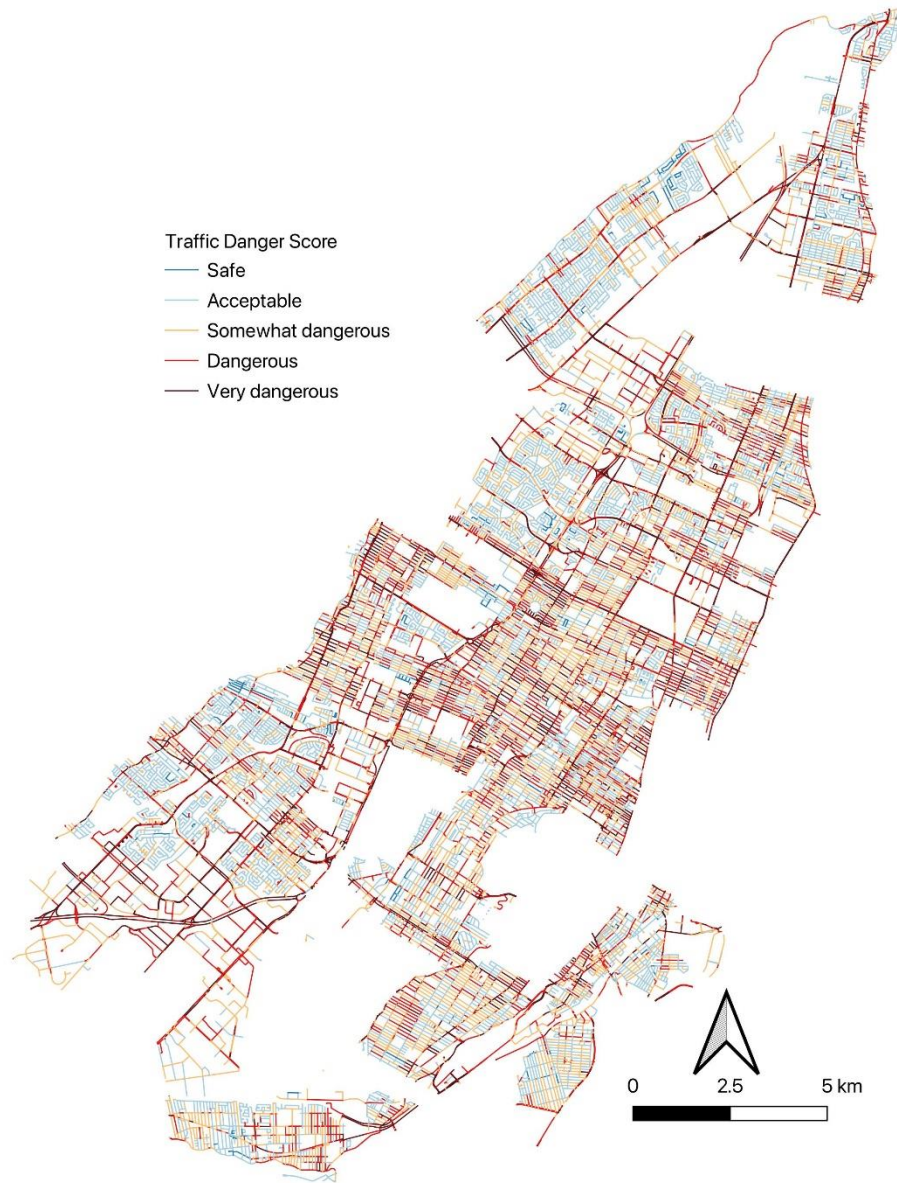 Traffic Danger Score
Safe
Acceptable
Somewhat dangerous
Dangerous
Very dangerous
0 2.5 5 km